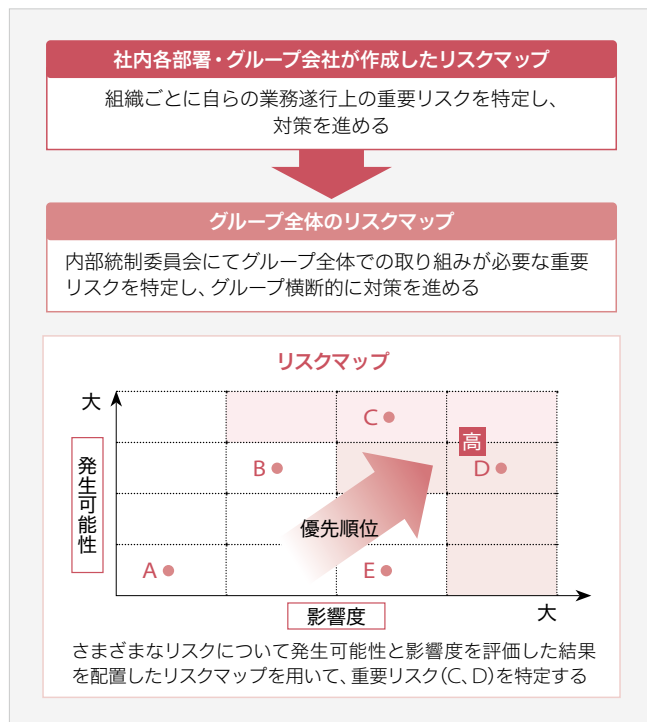 社内各部署・グループ会社が作成したリスクマップ
組織ごとに自らの業務遂行上の重要リスクを特定し、
対策を進める
グループ全体のリスクマップ
内部統制委員会にてグループ全体での取り組みが必要な重要
リスクを特定し、グループ横断的に対策を進める
リスクマップ
大
発生可能性
C
高
B
D
優先順位
A
E
影響度
大
さまざまなリスクについて発生可能性と影響度を評価した結果
を配置したリスクマップを用いて、重要リスク(C、D)を特定する